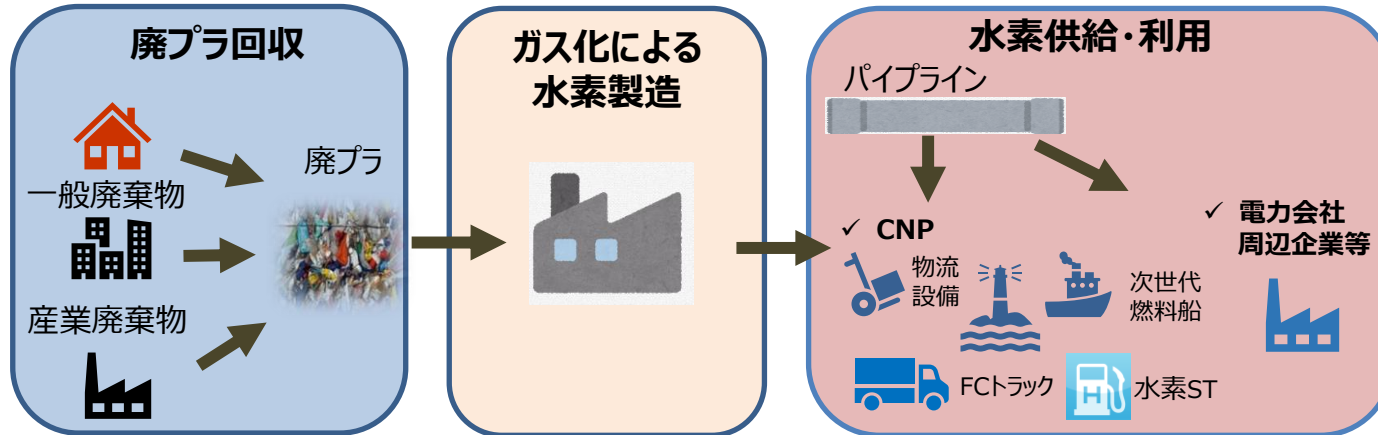 廃プラ回収
一般廃棄物
産業廃棄物
廃プラ
ガス化による
水素製造
水素供給・利用
パイプライン
✓ CNP
物流
設備
次世代
燃料船
FCトラック
H
水素ST
✓ 電力会社
周辺企業等